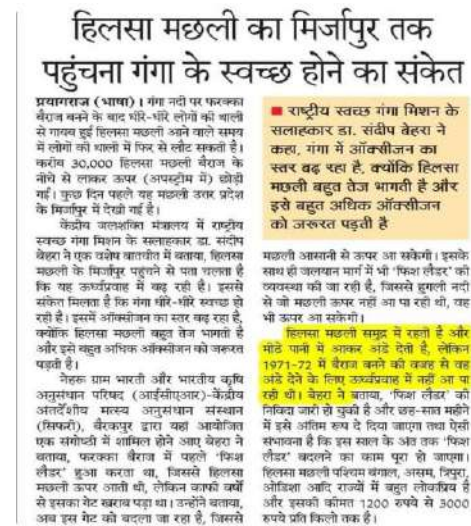 हिलसा मछली का मिर्जापुर तक
पहुंचना गंगा के स्वच्छ होने का संकेत
प्रयागराज (भाषा)। गंगा नदी पर फरक्का
बैराज बनने के बाद धीरे-धीरे लोगों की थाली
से गायब हुई हिलसा मछली आने वाले समय
में लोगों की थाली में फिर से लौट सकती है।
करीब 30,000 हिलसा मछली बैराज के
नीचे से लाकर ऊपर (अपस्ट्रीम में) छोड़ी
गईं। कुछ दिन पहले यह मछली उत्तर प्रदेश
के मिर्जापुर में देखी गई है।
केंद्रीय जलशक्ति मंत्रालय में राष्ट्रीय
स्वच्छ गंगा मिशन के सलाहकार डा. संदीप
बेहरा ने एक वशेष बातचीत में बताया, हिलसा
मछली के मिर्जापुर पहुंचने से पता चलता है
कि यह ऊर्ध्वप्रवाह में बढ़ रही है। इससे
संकेत मिलता है कि गंगा धीरे-धीरे स्वच्छ हो
रही है। इसमें ऑक्सीजन का स्तर बढ़ रहा है,
क्योंकि हिलसा मछली बहुत तेज भागती है
और इसे बहुत अधिक ऑक्सीजन की जरूरत
पड़ती है।
नेहरू ग्राम भारती और भारतीय कृषि
अनुसंधान परिषद (आईसीएआर)-केंद्रीय
अंतर्देशीय मत्स्य अनुसंधान संस्थान
(सिफरी), बैरकपुर द्वारा यहां आयोजित
एक संगोष्ठी में शामिल होने आए बेहरा ने
बताया, फरक्का बैराज में पहले 'फिश
लैडर' हुआ करता था, जिससे हिलसा
मछली ऊपर आती थी, लेकिन काफी वर्षों
से इसका गेट खराब पड़ा था। उन्होंने बताया,
अब इस गेट को बदला जा रहा है, जिससे
■ राष्ट्रीय स्वच्छ गंगा मिशन के
सलाहकार डा. संदीप बेहरा ने
कहा, गंगा में ऑक्सीजन का
स्तर बढ़ रहा है, क्योंकि हिलसा
मछली बहुत तेज भागती है और
इसे बहुत अधिक ऑक्सीजन
की जरूरत पड़ती है
मछली आसानी से ऊपर आ सकेगी। इसके
साथ ही जलयान मार्ग में भी 'फिश लैडर' की
व्यवस्था की जा रही है, जिससे हुगली नदी
से जो मछली ऊपर नहीं आ पा रही थी, वह
भी ऊपर आ सकेगी।
हिलसा मछली समुद्र में रहती है और
मीठे पानी में आकर अंडे देती है, लेकिन
1971-72 में बैराज बनने की वजह से वह
अंडे देने के लिए ऊर्ध्वप्रवाह में नहीं आ पा
रही थी। बेहरा ने बताया, 'फिश लैडर' की
निविदा जारी हो चुकी है और छह-सात महीने
में इसे अंतिम रूप दे दिया जाएगा तथा ऐसी
संभावना है कि इस साल के अंत तक 'फिश
लैडर' बदलने का काम पूरा हो जाएगा।
हिलसा मछली पश्चिम बंगाल, असम, त्रिपुरा,
ओडिशा आदि राज्यों में बहुत लोकप्रिय है
और इसकी कीमत 1200 रुपये से 3000
रुपये प्रति किलो तक है।